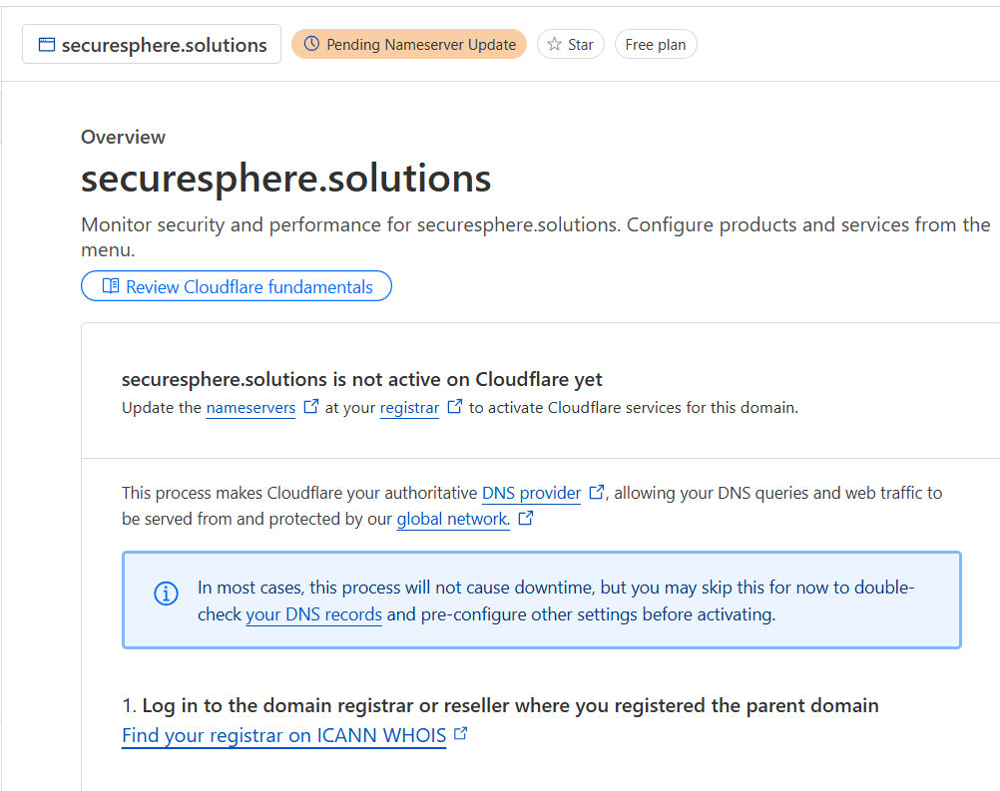 securesphere.solutions Pending Nameserver Update Star Free plan
Overview
securesphere.solutions
Monitor security and performance for securesphere.solutions. Configure products and services from the
menu.
Review Cloudflare fundamentals
securesphere.solutions is not active on Cloudflare yet
Update the nameservers at your registrar to activate Cloudflare services for this domain.
This process makes Cloudflare your authoritative DNS provider , allowing your DNS queries and web traffic to
be served from and protected by our global network.
In most cases, this process will not cause downtime, but you may skip this for now to double-
check your DNS records and pre-configure other settings before activating.
1. Log in to the domain registrar or reseller where you registered the parent domain
Find your registrar on ICANN WHOIS